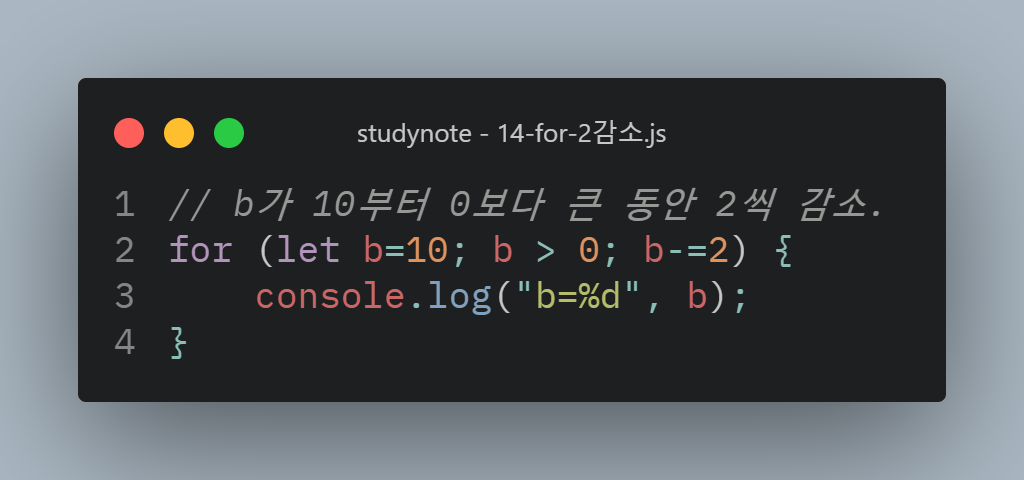 studynote - 14-for-2감소.js
1 // b가 10부터 0보다 큰 동안 2씩 감소.
2 for (let b=10; b > 0; b-=2) {
3     console.log("b=%d", b);
4 }